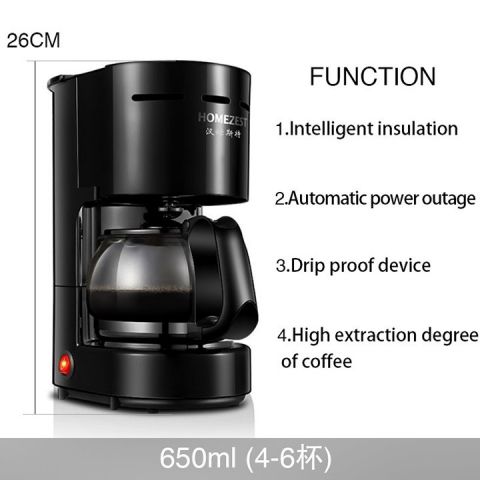 26CM
FUNCTION
HOMEZEST
1.Intelligent insulation
2.Automatic power outage
3.Drip proof device
4.High extraction degree
of coffee
650ml (4-6杯)